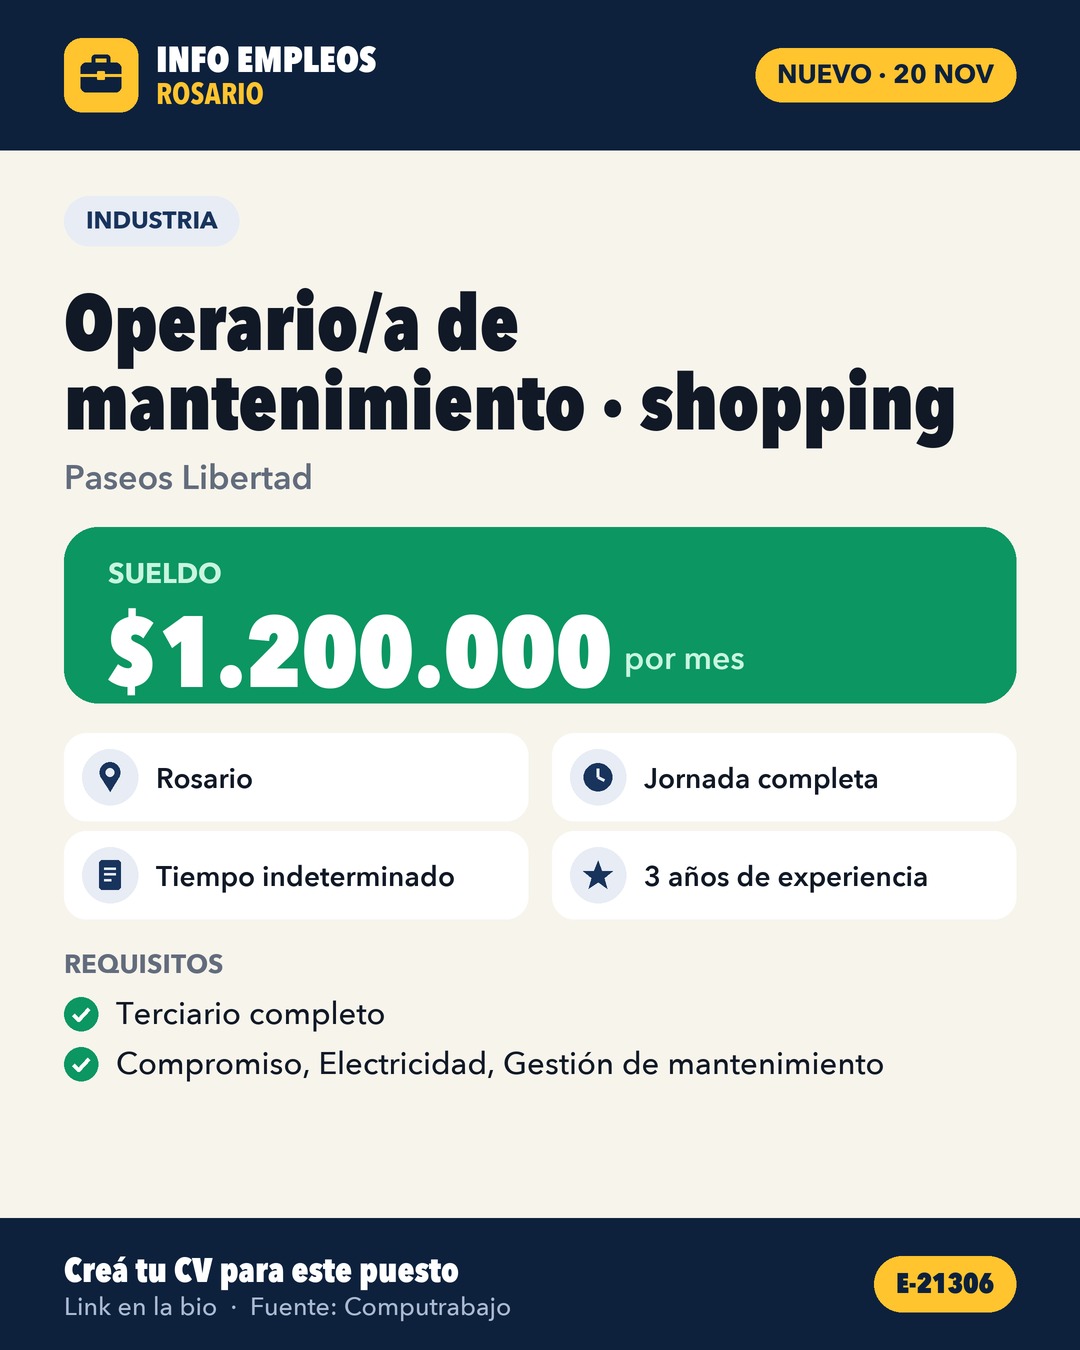 INFO EMPLEOS
ROSARIO
NUEVO · 20 NOV
INDUSTRIA
Operario/a de
mantenimiento · shopping
Paseos Libertad
SUELDO
$1.200.000 por mes
Rosario
Jornada completa
Tiempo indeterminado
3 años de experiencia
REQUISITOS
Terciario completo
Compromiso, Electricidad, Gestión de mantenimiento
Creá tu CV para este puesto
Link en la bio · Fuente: Computrabajo
E-21306